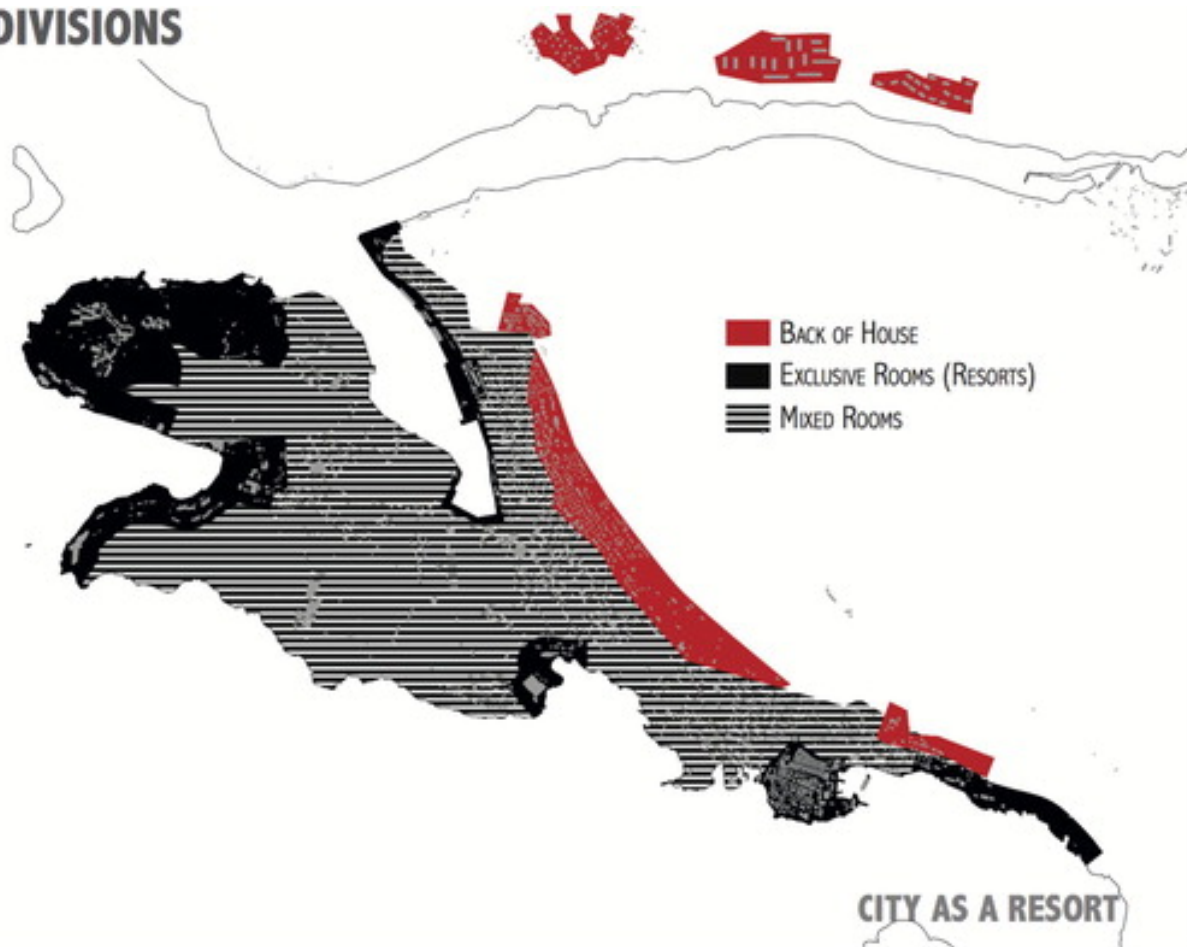 DIVISIONS
Back of House
Exclusive Rooms (Resorts)
Mixed Rooms
CITY AS A RESORT